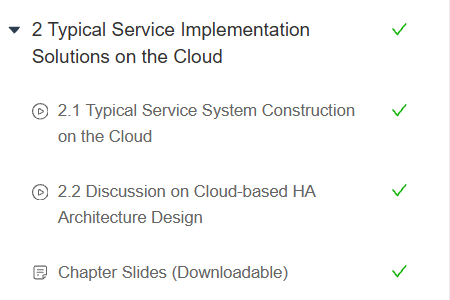 2 Typical Service Implementation
Solutions on the Cloud
2.1 Typical Service System Construction
on the Cloud
2.2 Discussion on Cloud-based HA
Architecture Design
Chapter Slides (Downloadable)